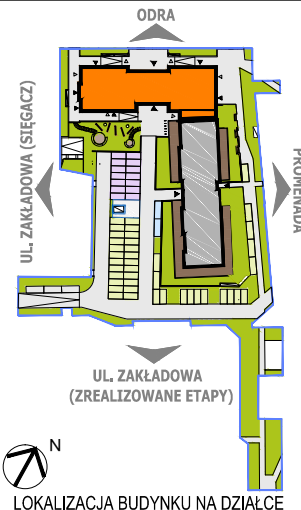 ODRA
UL. ZAKŁADOWA (SIĘGACZ)
PROMENADA
UL. ZAKŁADOWA
(ZREALIZOWANE ETAPY)
N
LOKALIZACJA BUDYNKU NA DZIAŁCE